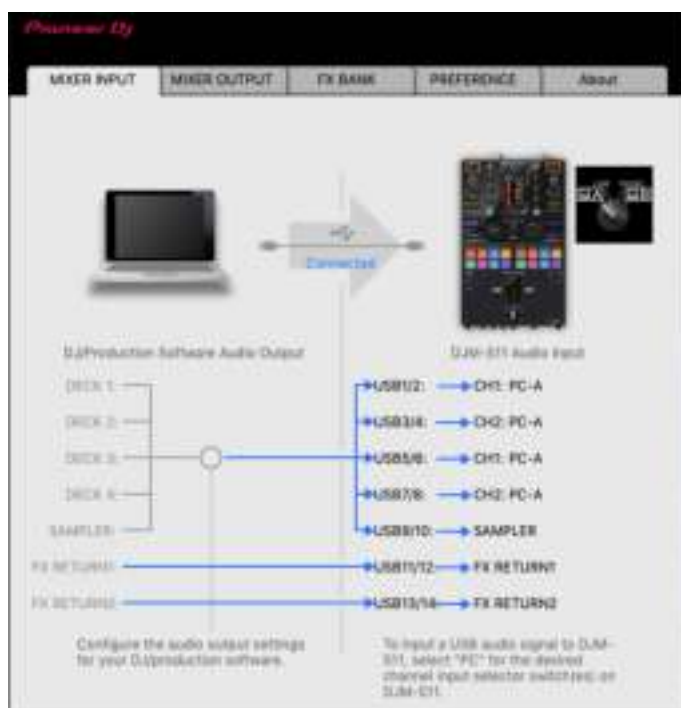 Pioneer Dj
MIXER INPUT
MIXER OUTPUT
FX BANK
PREFERENCE
About
Connected
DJ/Production Software Audio Output
DJM-S11 Audio Input
DECK 1:
DECK 2:
DECK 3:
DECK 4:
SAMPLER:
FX RETURN1:
FX RETURN2:
USB1/2:
CH1: PC-A
USB3/4:
CH2: PC-A
USB5/6:
CH1: PC-A
USB7/8:
CH2: PC-A
USB9/10:
SAMPLER
USB11/12:
FX RETURN1
USB13/14:
FX RETURN2
Configure the audio output settings
for your DJ/production software.
To input a USB audio signal to DJM-
S11, select "PC" for the desired
channel input selector switch(es) on
DJM-S11.